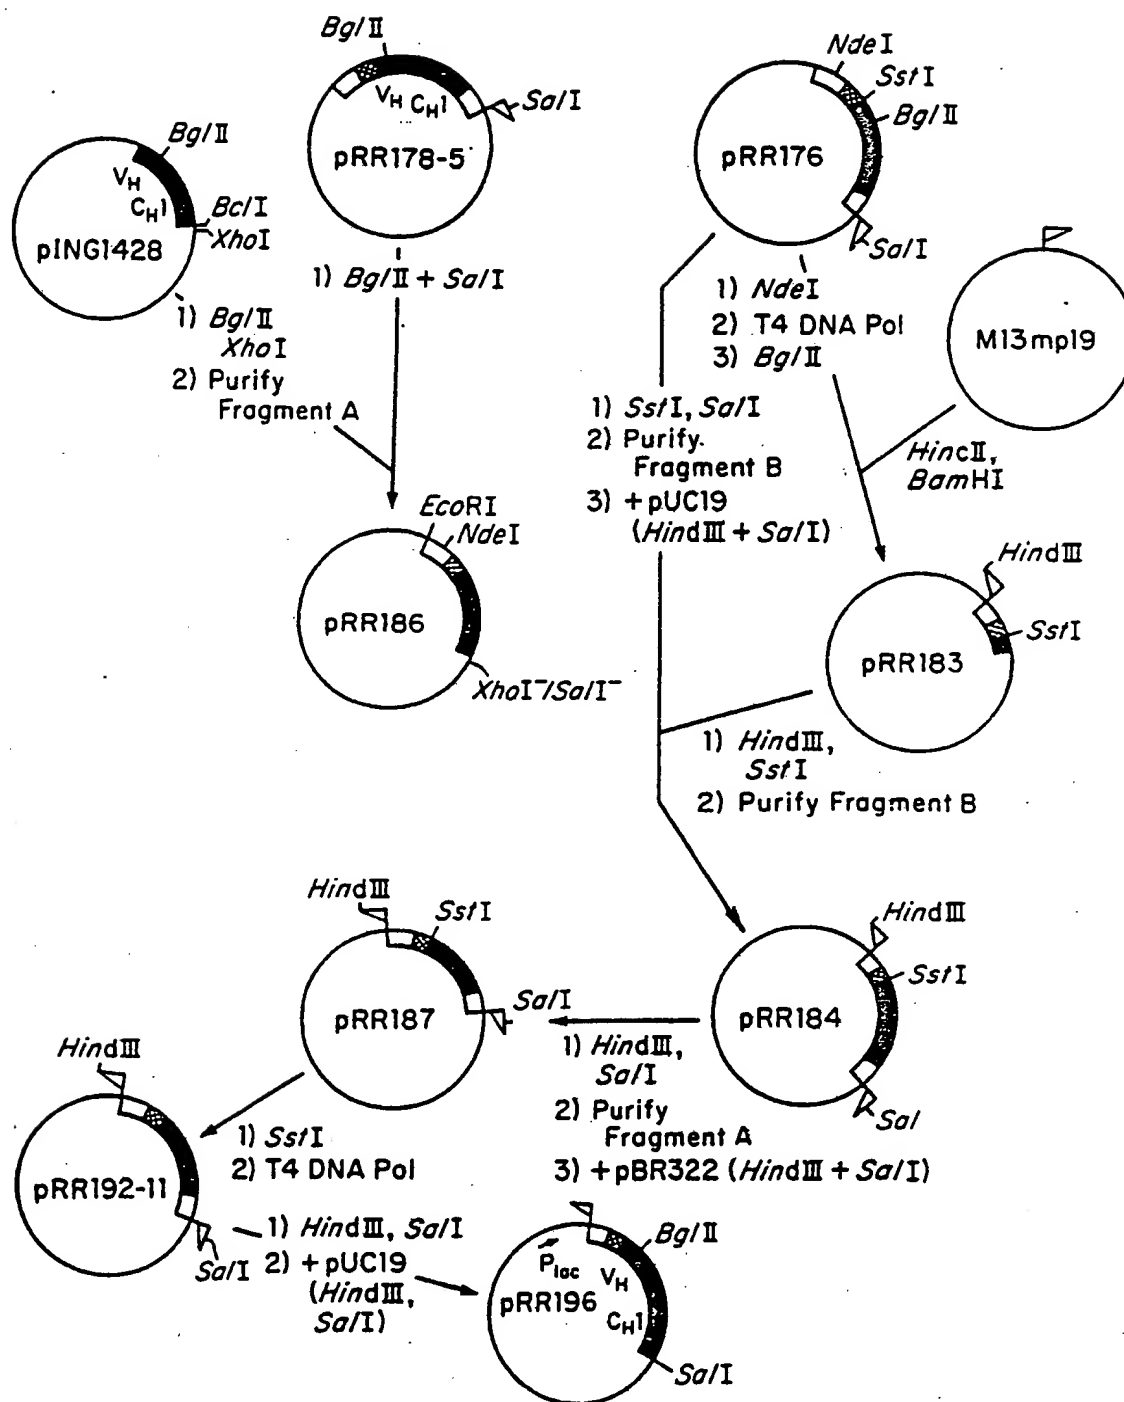 BglII
VH CH1
SalI
pRR178-5
BglII
VH
CH1
BclI
XhoI
pING1428
1) BglII
XhoI
2) Purify
Fragment A
1) BglII + SalI
EcoRI
NdeI
pRR186
XhoI⁻/SalI⁻
NdeI
SstI
BglII
pRR176
SalI
1) NdeI
2) T4 DNA Pol
3) BglII
M13mp19
HincII,
BamHI
1) SstI, SalI
2) Purify.
Fragment B
3) +pUC19
(HindIII + SalI)
HindIII
SstI
pRR183
1) HindIII,
SstI
2) Purify Fragment B
HindIII
SstI
pRR184
Sal
1) HindIII,
SalI
2) Purify
Fragment A
3) +pBR322 (HindIII + SalI)
HindIII
SstI
pRR187
SalI
1) SstI
2) T4 DNA Pol
HindIII
pRR192-11
SalI
1) HindIII, SalI
2) +pUC19
(HindIII,
SalI)
BglII
Plac
VH
pRR196
CH1
SalI